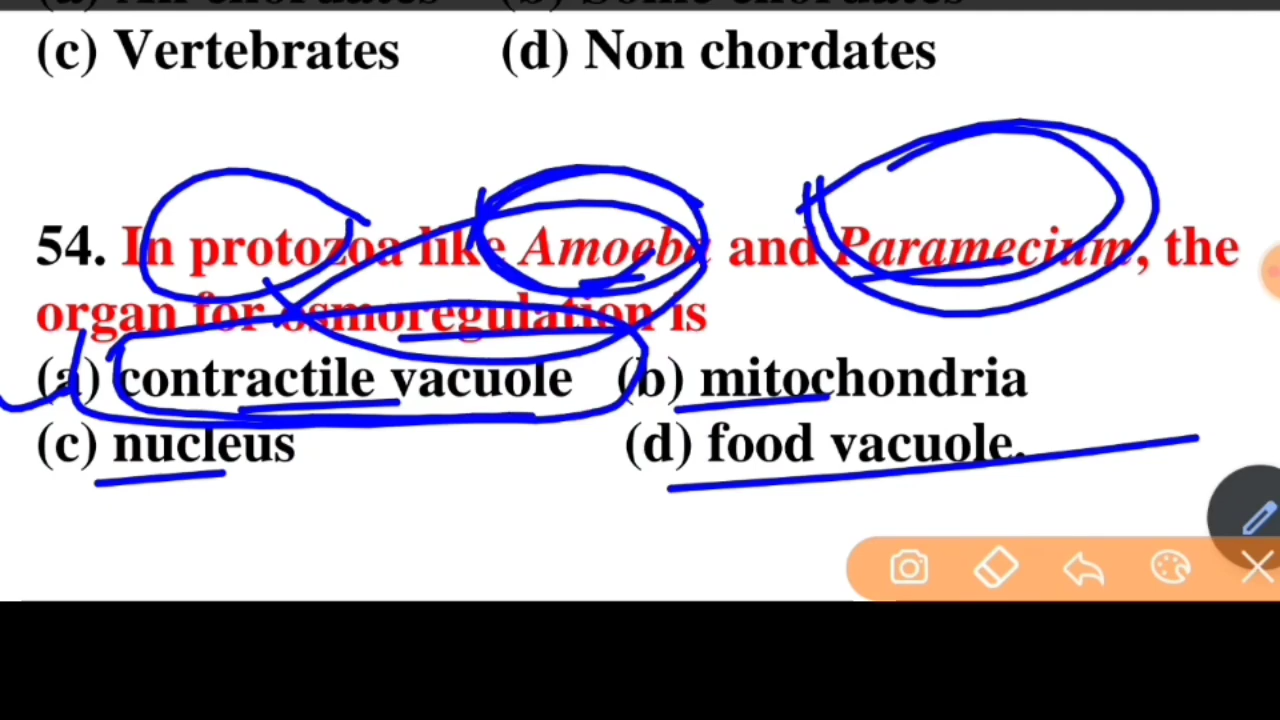 (c) Vertebrates (d) Non chordates
54. In protozoa like Amoeba and Paramecium, the
organ for osmoregulation is
(a) contractile vacuole (b) mitochondria
(c) nucleus (d) food vacuole.